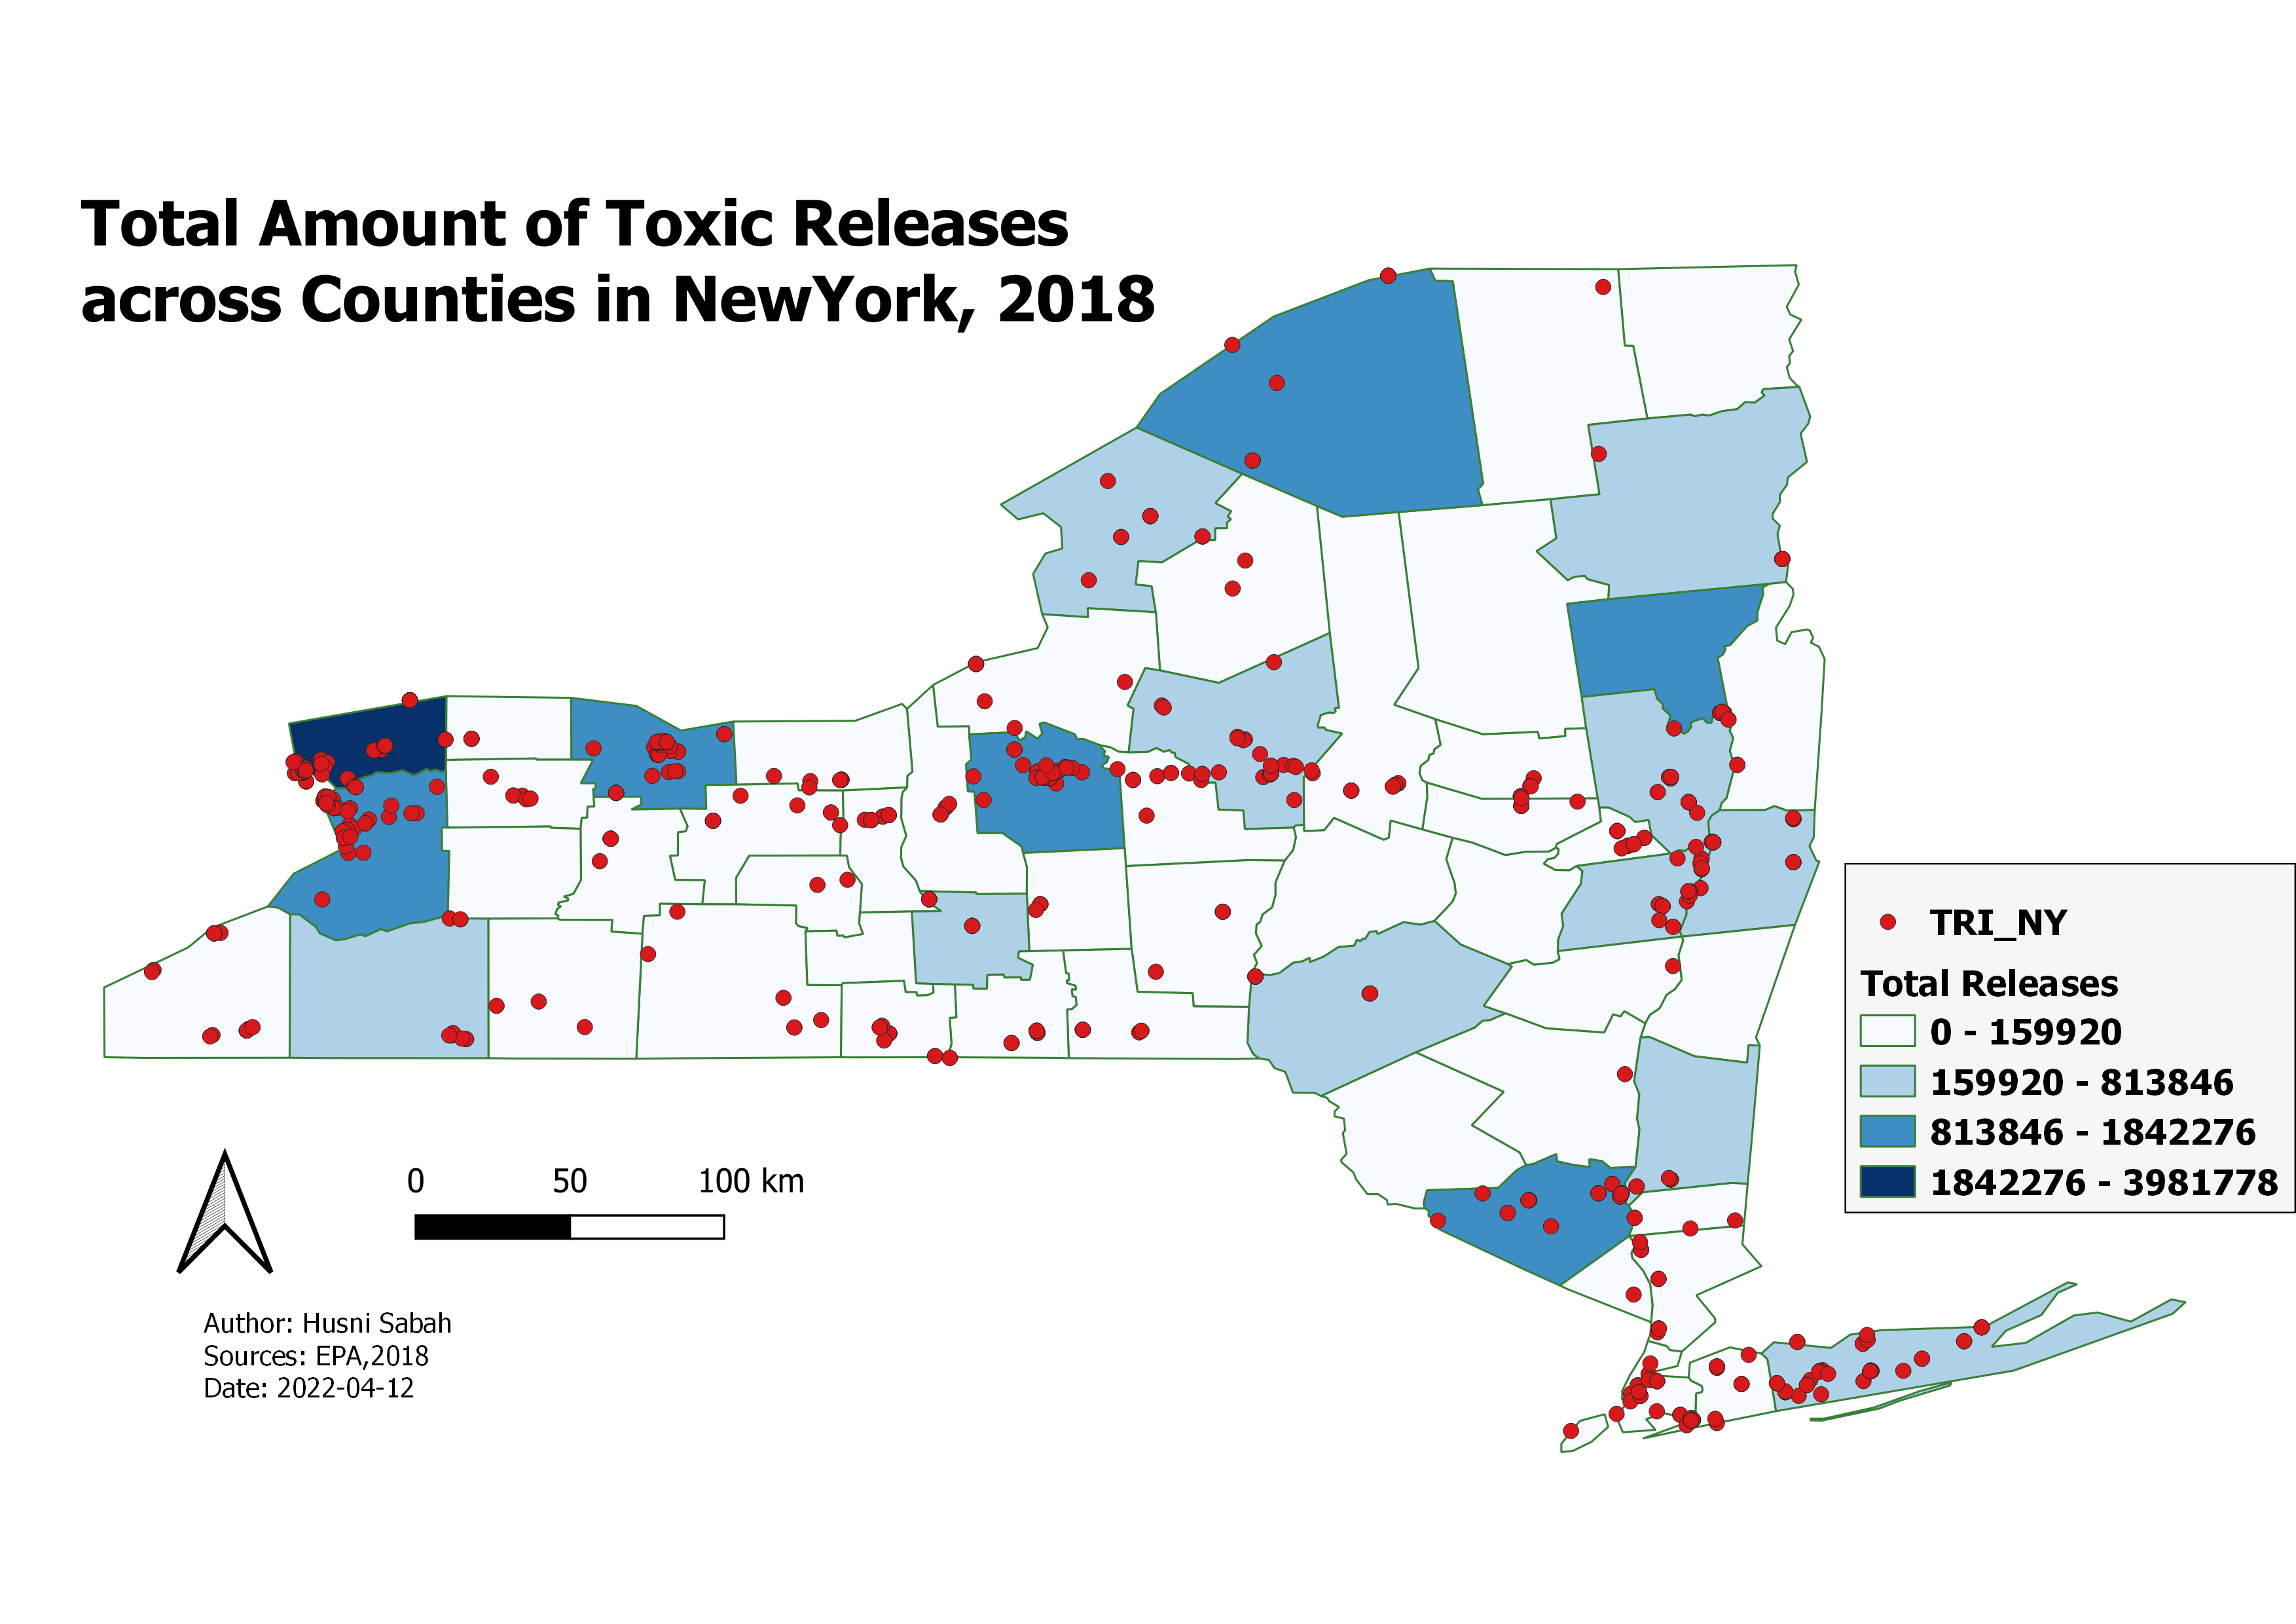 Total Amount of Toxic Releases
across Counties in NewYork, 2018
TRI_NY
Total Releases
0 - 159920
159920 - 813846
813846 - 1842276
1842276 - 3981778
0 50 100 km
Author: Husni Sabah
Sources: EPA,2018
Date: 2022-04-12